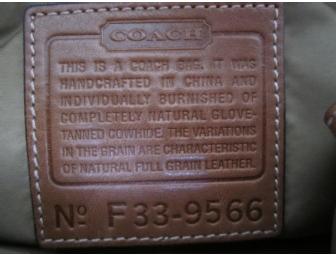 COACH
THIS IS A COACH BAG. IT WAS
HANDCRAFTED IN CHINA AND
INDIVIDUALLY BURNISHED OF
COMPLETELY NATURAL GLOVE-
TANNED COWHIDE. THE VARIATIONS
IN THE GRAIN ARE CHARACTERISTIC
OF NATURAL FULL GRAIN LEATHER.
Nº F33-9566